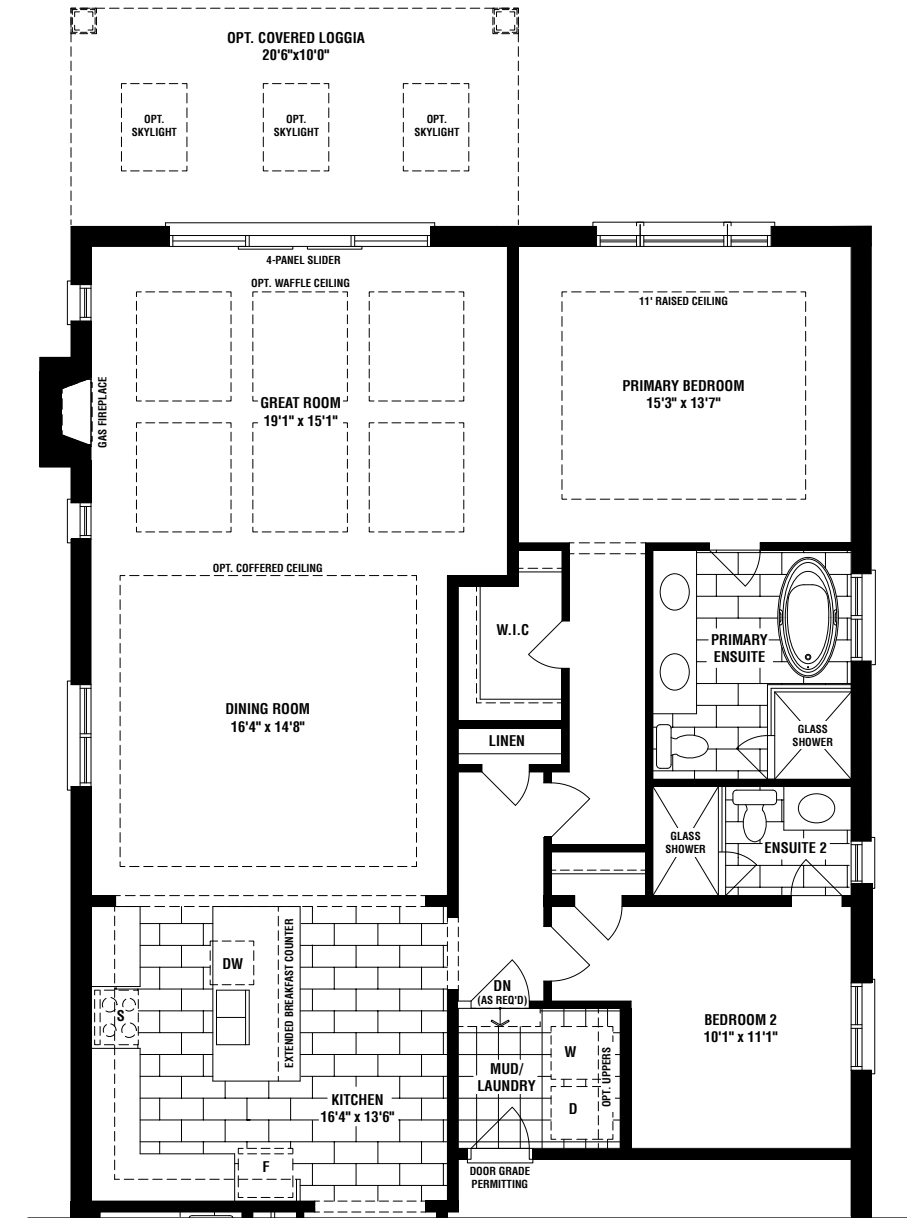 OPT. COVERED LOGGIA
20'6"x10'0"
OPT.
SKYLIGHT
OPT.
SKYLIGHT
OPT.
SKYLIGHT
4-PANEL SLIDER
OPT. WAFFLE CEILING
11' RAISED CEILING
GAS FIREPLACE
GREAT ROOM
19'1" x 15'1"
PRIMARY BEDROOM
15'3" x 13'7"
OPT. COFFERED CEILING
W.I.C
PRIMARY
ENSUITE
DINING ROOM
16'4" x 14'8"
LINEN
GLASS
SHOWER
GLASS
SHOWER
ENSUITE 2
DW
EXTENDED BREAKFAST COUNTER
S
DN
(AS REQ'D)
BEDROOM 2
10'1" x 11'1"
MUD/
LAUNDRY
W
D
OPT. UPPERS
KITCHEN
16'4" x 13'6"
F
DOOR GRADE
PERMITTING